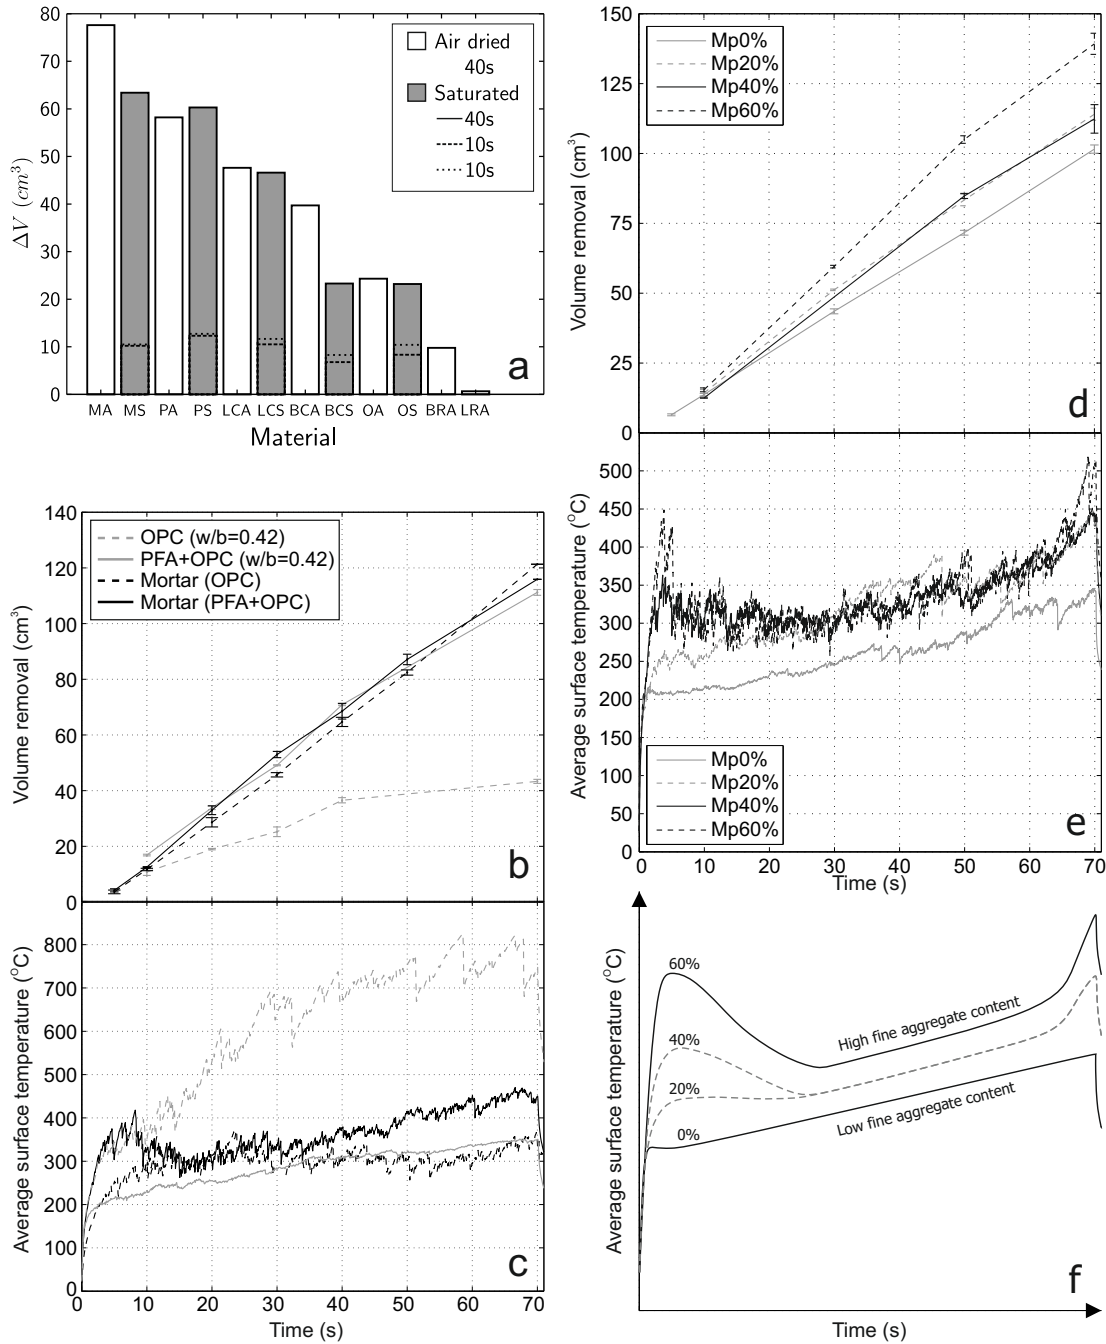 80
70
60
50
40
30
20
10
0
ΔV (cm³)
Air dried
40s
Saturated
40s
10s
10s
a
MA MS PA PS LCA LCS BCA BCS OA OS BRA LRA
Material
140
120
100
80
60
40
20
0
Volume removal (cm³)
OPC (w/b=0.42)
PFA+OPC (w/b=0.42)
Mortar (OPC)
Mortar (PFA+OPC)
b
800
700
600
500
400
300
200
100
0
Average surface temperature (°C)
c
0 10 20 30 40 50 60 70
Time (s)
150
125
100
75
50
25
0
Volume removal (cm³)
Mp0%
Mp20%
Mp40%
Mp60%
d
500
450
400
350
300
250
200
150
100
50
0
Average surface temperature (°C)
Mp0%
Mp20%
Mp40%
Mp60%
e
10 20 30 40 50 60 70
Time (s)
Average surface temperature (°C)
60%
40%
20%
0%
High fine aggregate content
Low fine aggregate content
f
Time (s)